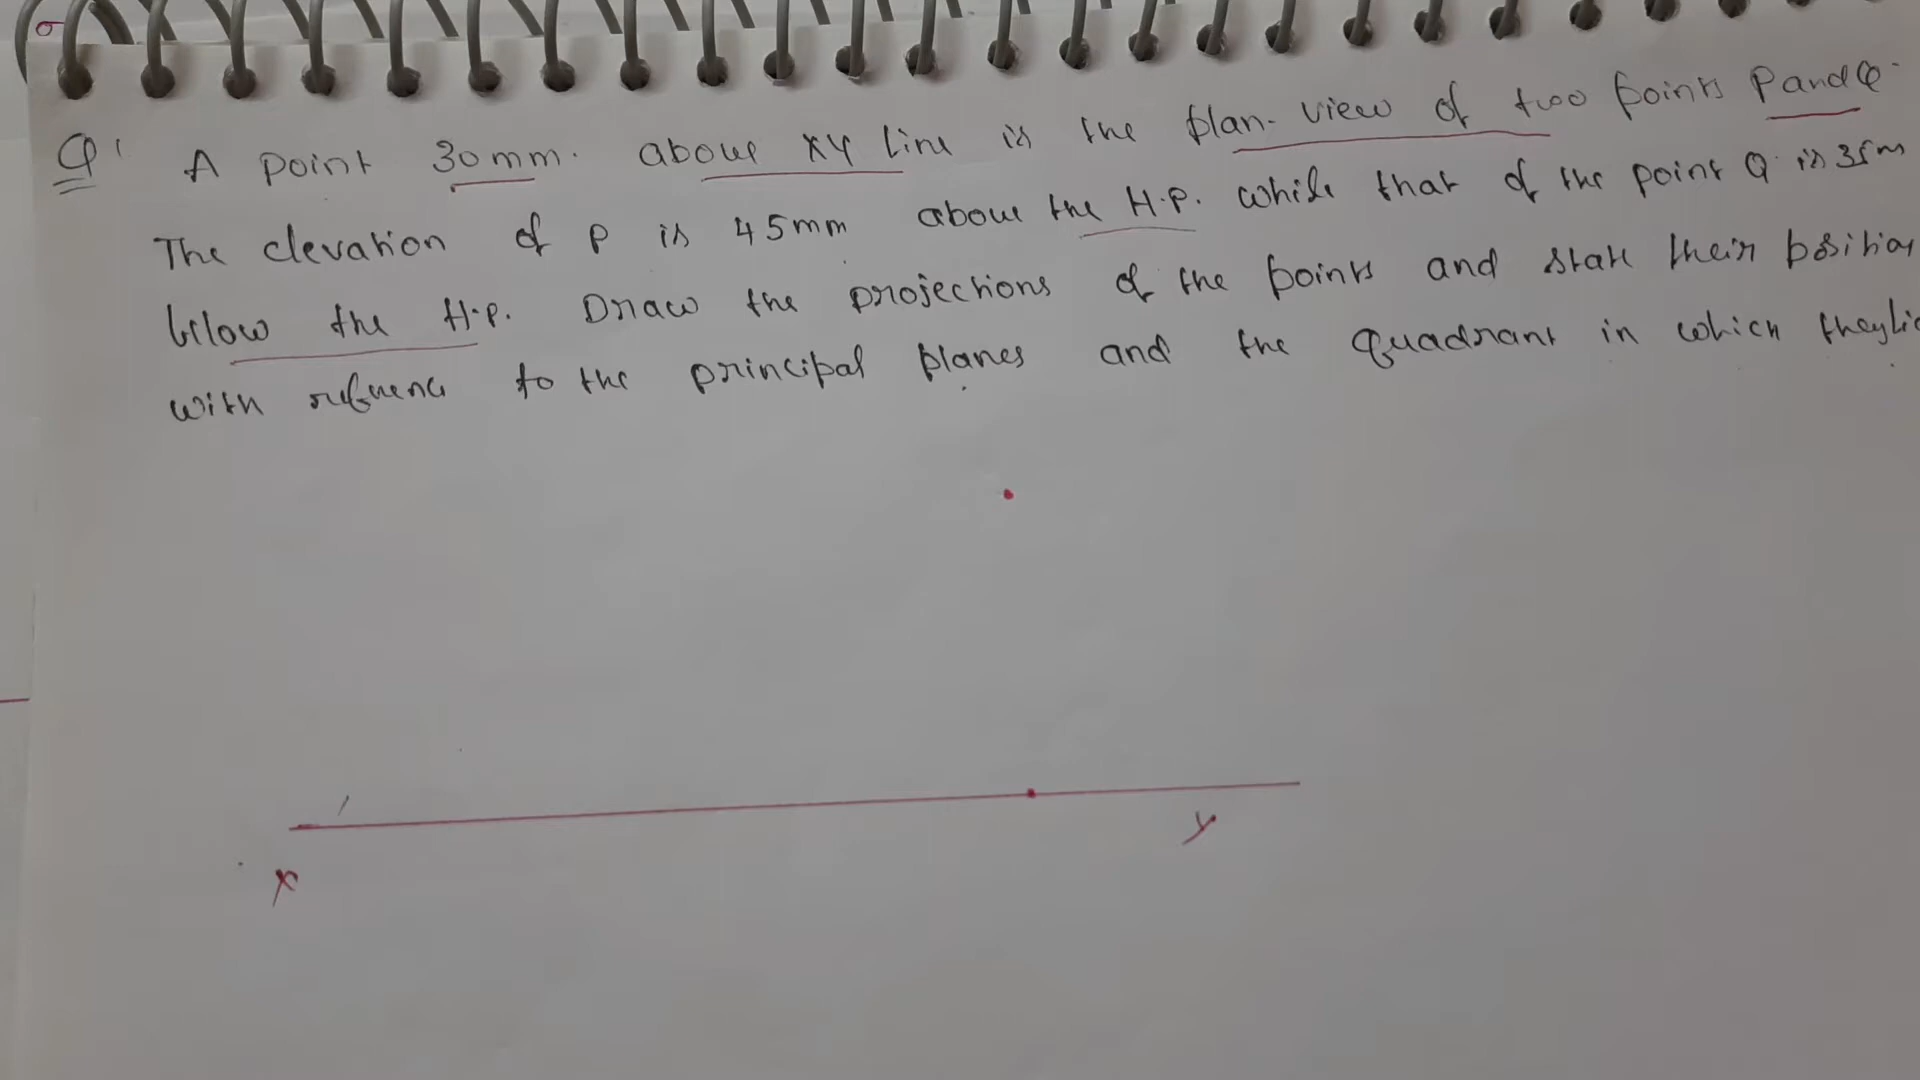 Q' A point 30mm. above XY line is the plan view of two points P and Q.
The elevation of P is 45mm above the H.P. while that of the point Q is 35m
below the H.P. Draw the projections of the points and state their position
with reference to the principal planes and the quadrant in which they lie
X
y